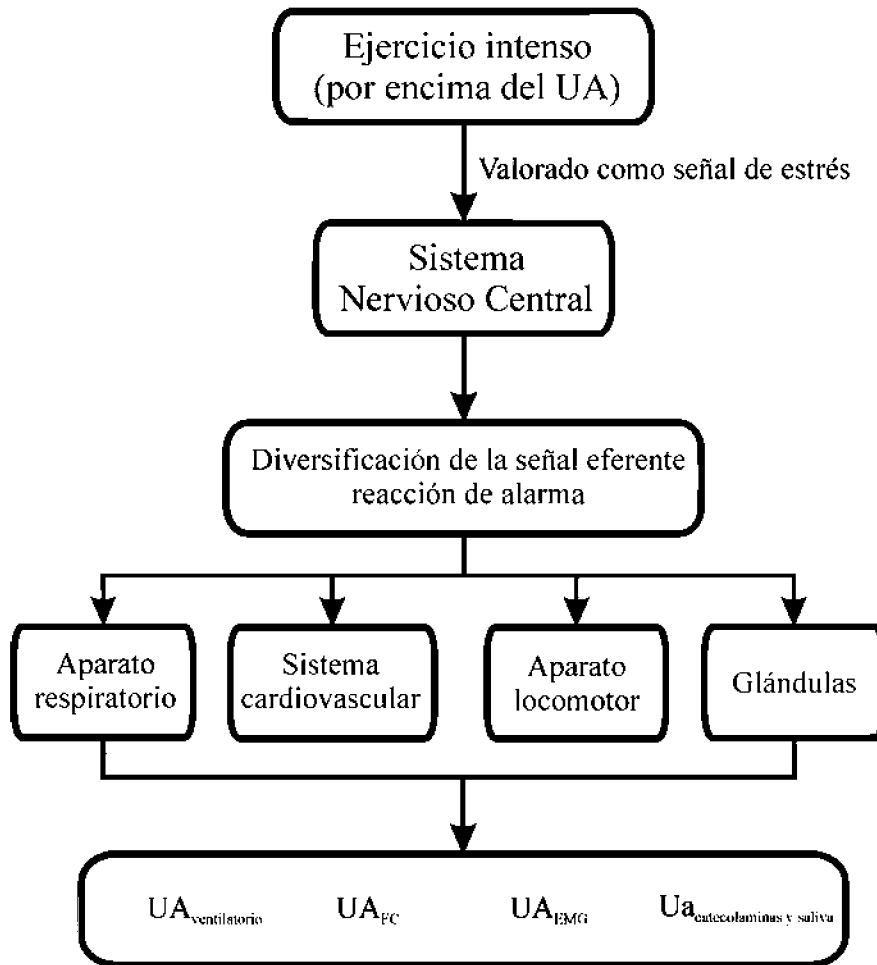 Ejercicio intenso
(por encima del UA)
Valorado como señal de estrés
Sistema
Nervioso Central
Diversificación de la señal eferente
reacción de alarma
Aparato
respiratorio
Sistema
cardiovascular
Aparato
locomotor
Glándulas
UAventilatorio UAFC UAEMG Uacatecolaminas y saliva